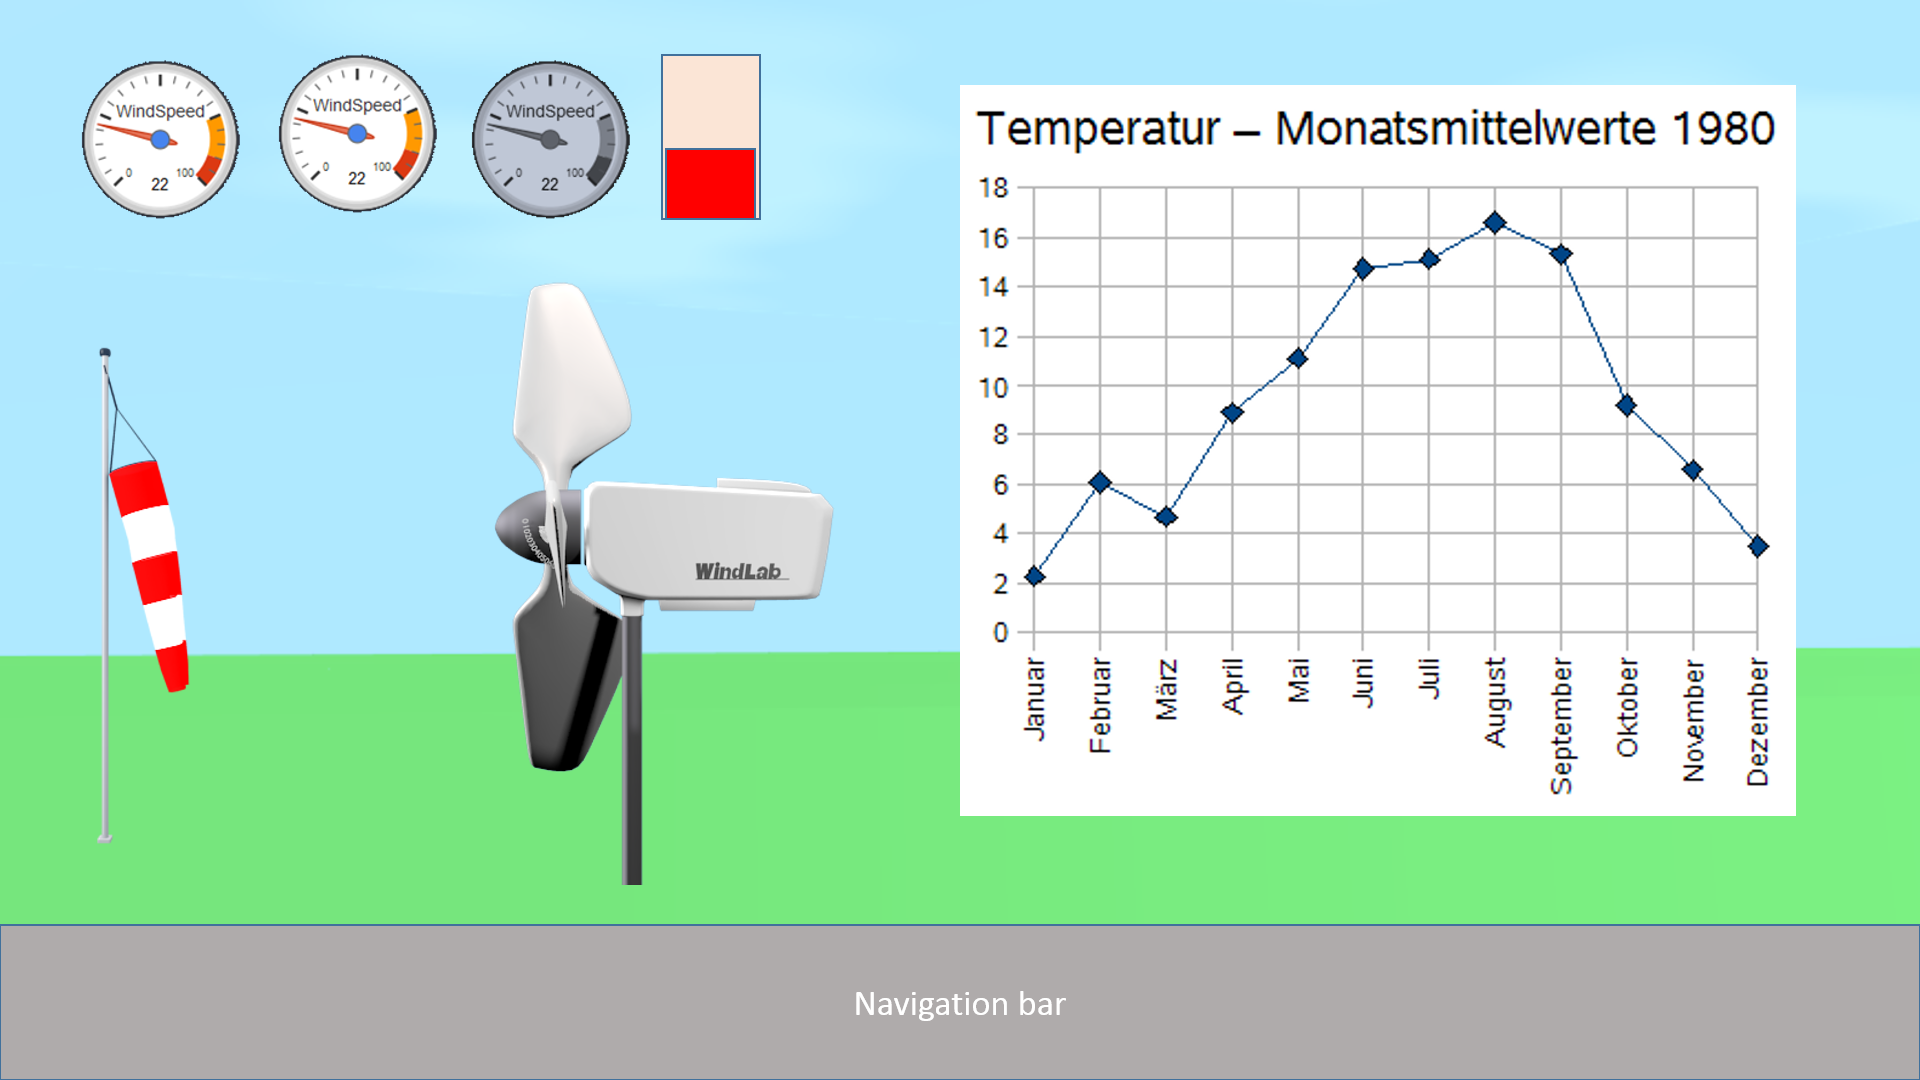 WindSpeed
0
100
22
WindSpeed
0
100
22
WindSpeed
0
100
22
Temperatur – Monatsmittelwerte 1980
18
16
14
12
10
8
6
4
2
0
Januar
Februar
März
April
Mai
Juni
Juli
August
September
Oktober
November
Dezember
WindLab
Navigation bar